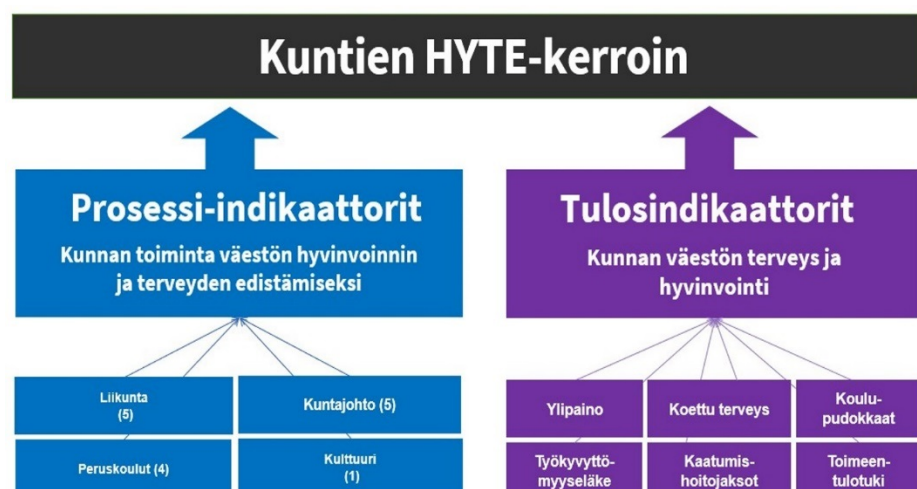 Kuntien HYTE-kerroin
Prosessi-indikaattorit
Kunnan toiminta väestön hyvinvoinnin
ja terveyden edistämiseksi
Tulosindikaattorit
Kunnan väestön terveys ja
hyvinvointi
Liikunta
(5)
Kuntajohto (5)
Peruskoulut (4)
Kulttuuri
(1)
Ylipaino
Koettu terveys
Koulu-
pudokkaat
Työkyvyttö-
myyseläke
Kaatumis-
hoitojaksot
Toimeen-
tulotuki